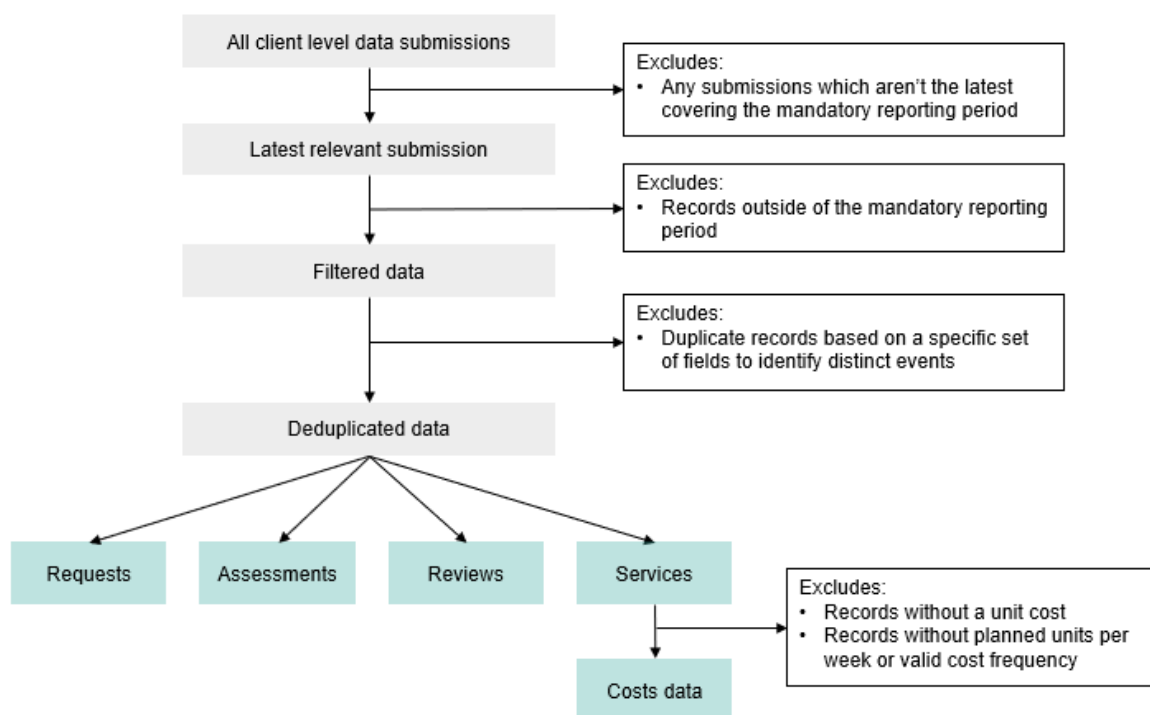 All client level data submissions
Excludes:
• Any submissions which aren't the latest
covering the mandatory reporting period
Latest relevant submission
Excludes:
• Records outside of the mandatory reporting
period
Filtered data
Excludes:
• Duplicate records based on a specific set
of fields to identify distinct events
Deduplicated data
Requests
Assessments
Reviews
Services
Excludes:
• Records without a unit cost
• Records without planned units per
week or valid cost frequency
Costs data